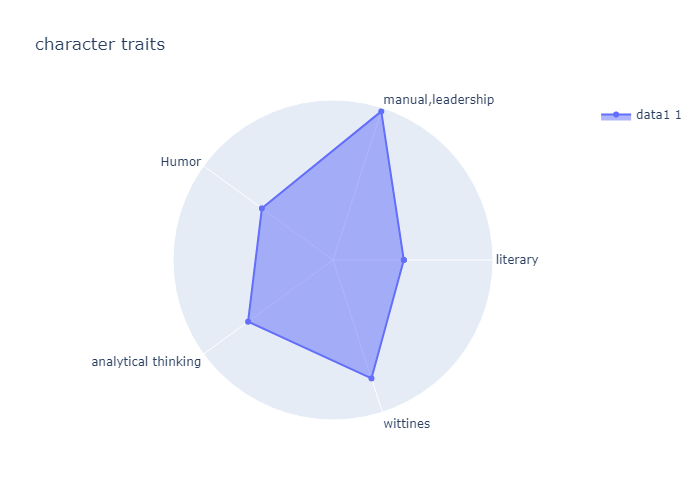 character traits
manual,leadership
data1 1
Humor
literary
analytical thinking
wittines